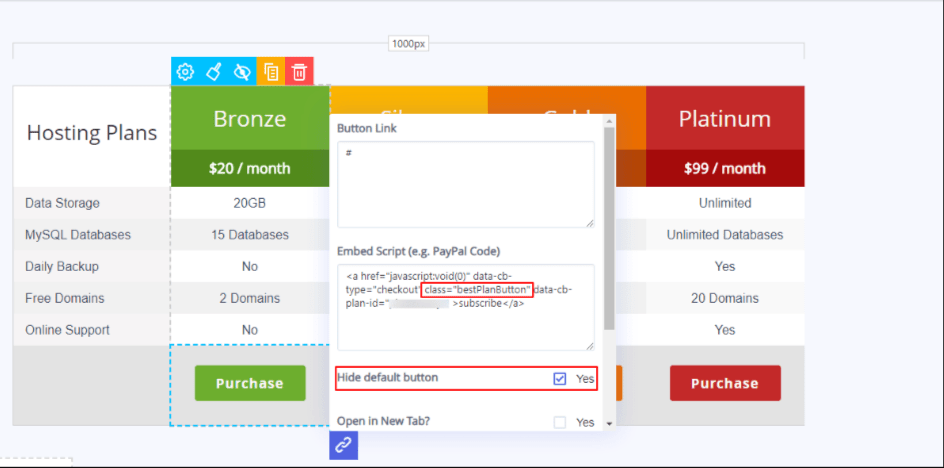 1000px
Hosting Plans
Bronze
Platinum
$20 / month
$99 / month
Data Storage
20GB
Unlimited
MySQL Databases
15 Databases
Unlimited Databases
Daily Backup
No
Yes
Free Domains
2 Domains
20 Domains
Online Support
No
Yes
Purchase
Purchase
Button Link
#
Embed Script (e.g. PayPal Code)
<a href="javascript:void(0)" data-cb-
type="checkout" class="bestPlanButton" data-cb-
plan-id=" >subscribe</a>
Hide default button
Yes
Open in New Tab?
Yes